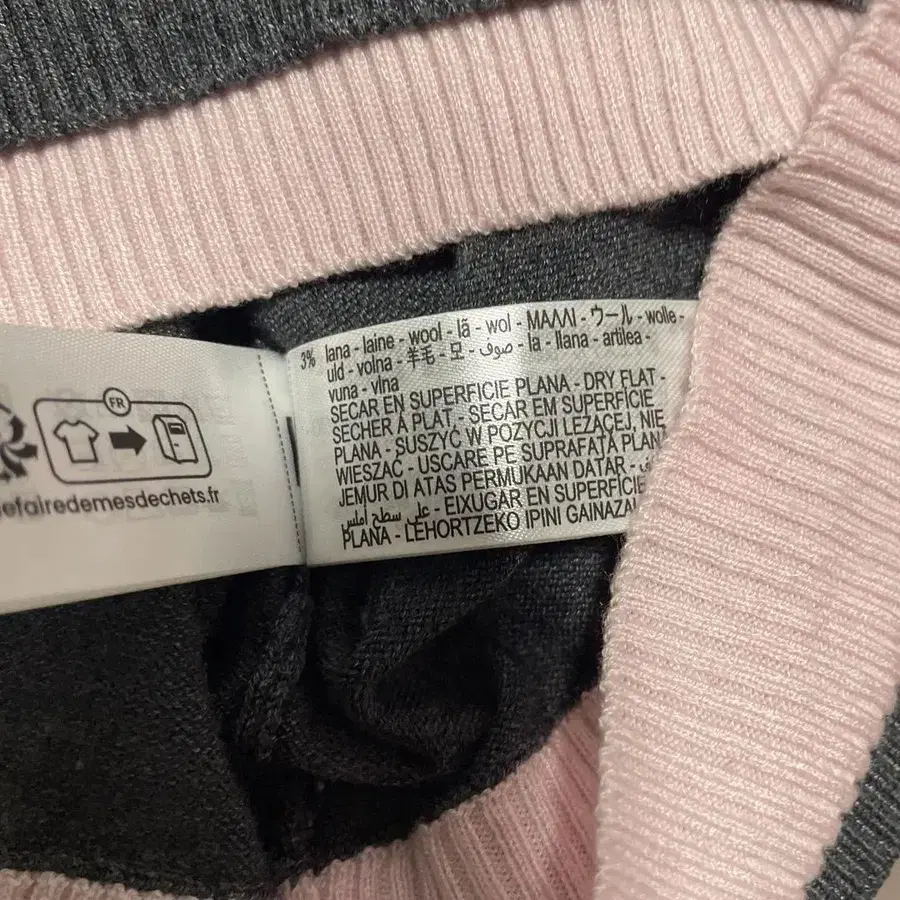 FR
efairedemesdechets.fr
3% lana - laine - wool - lã - wol - ΜΑΛΛΙ - ウール - wolle -
uld - volna - 羊毛 - 모 - صوف - la - llana - artilea -
vuna - vlna
SECAR EN SUPERFICIE PLANA - DRY FLAT -
SECHER À PLAT - SECAR EM SUPERFÍCIE
PLANA - SUSZYĆ W POZYCJI LEŻĄCEJ, NIE
WIESZAĆ - USCARE PE SUPRAFAŢĂ PLANĂ
JEMUR DI ATAS PERMUKAAN DATAR -
على سطح أملس - EIXUGAR EN SUPERFÍCIE
PLANA - LEHORTZEKO IPINI GAINAZAL